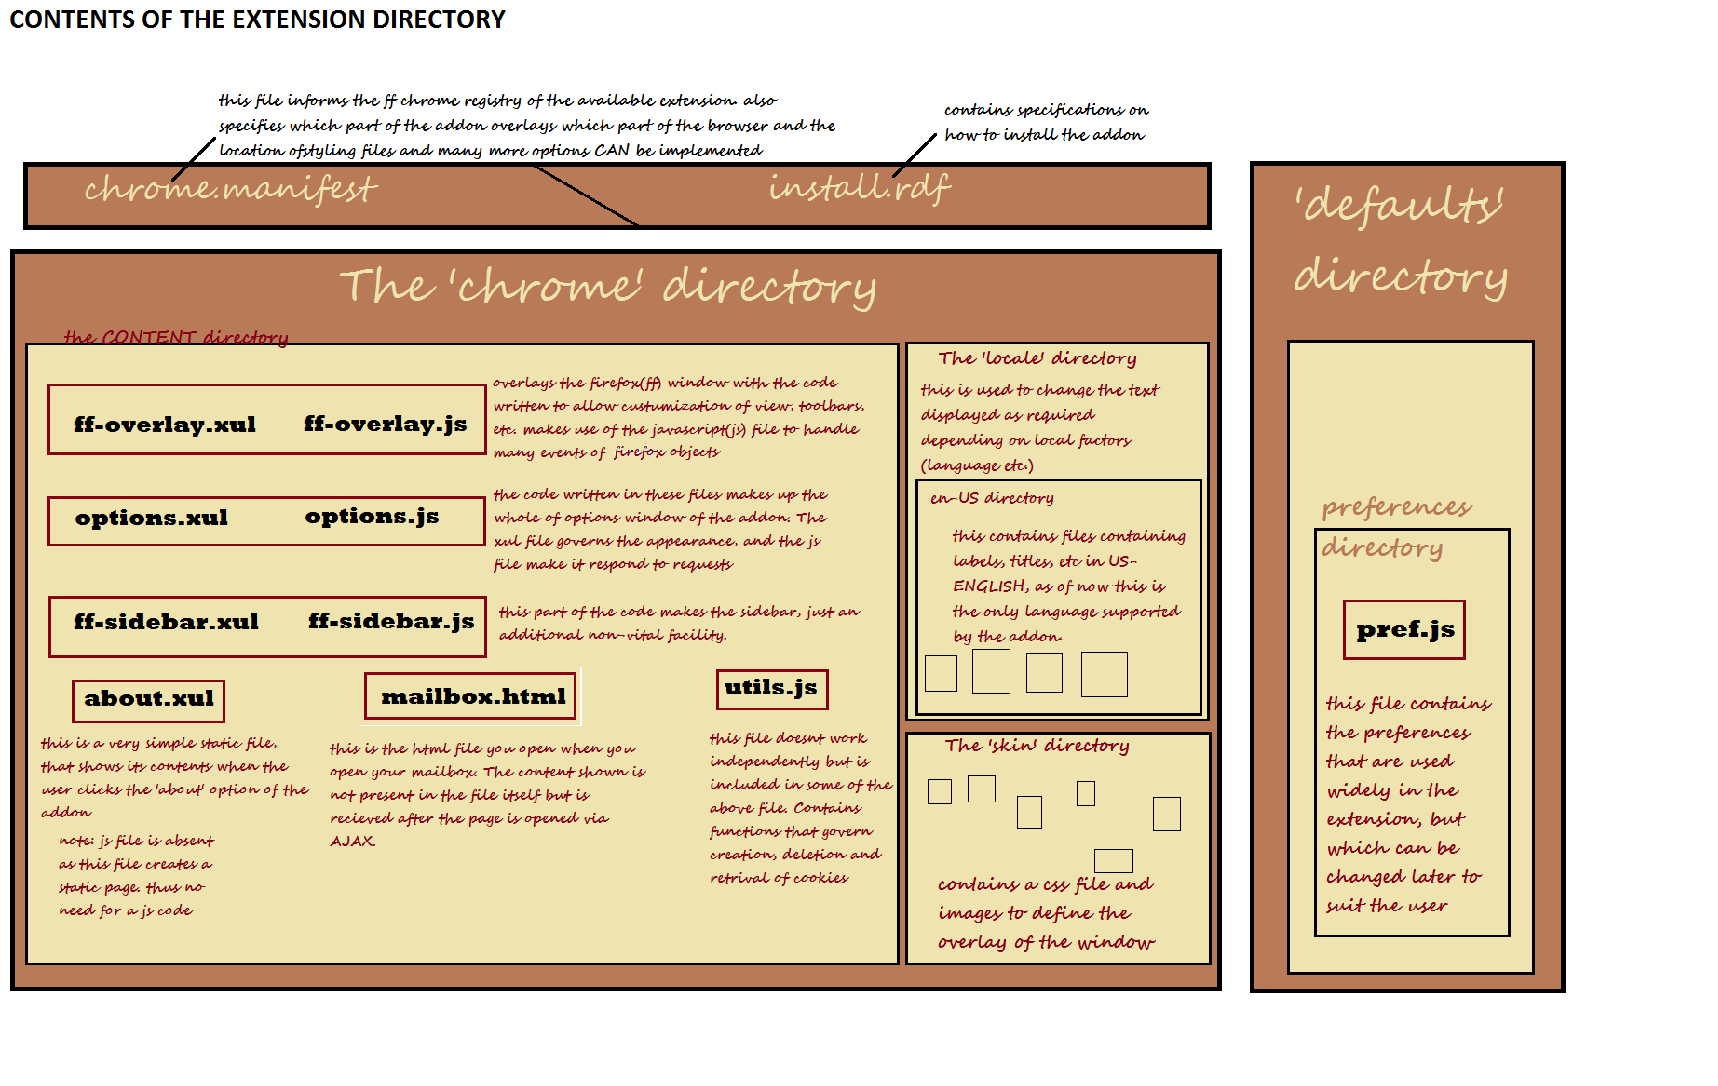 CONTENTS OF THE EXTENSION DIRECTORY
this file informs the ff chrome registry of the available extension. also
specifies which part of the addon overlays which part of the browser and the
location ofstyling files and many more options CAN be implemented
contains specifications on
how to install the addon
chrome.manifest
install.rdf
The 'chrome' directory
the CONTENT directory
ff-overlay.xul
ff-overlay.js
overlays the firefox(ff) window with the code
written to allow custumization of view, toolbars,
etc. makes use of the javascript(js) file to handle
many events of firefox objects
options.xul
options.js
the code written in these files makes up the
whole of options window of the addon. The
xul file governs the appearance, and the js
file make it respond to requests
ff-sidebar.xul
ff-sidebar.js
this part of the code makes the sidebar, just an
additional non-vital facility.
about.xul
this is a very simple static file,
that shows its contents when the
user clicks the 'about' option of the
addon
note: js file is absent
as this file creates a
static page. thus no
need for a js code
mailbox.html
this is the html file you open when you
open your mailbox. The content shown is
not present in the file itself but is
recieved after the page is opened via
AJAX.
utils.js
this file doesnt work
independently but is
included in some of the
above file. Contains
functions that govern
creation, deletion and
retrival of cookies
The 'locale' directory
this is used to change the text
displayed as required
depending on local factors
(language etc.)
en-US directory
this contains files containing
labels, titles, etc in US-
ENGLISH, as of now this is
the only language supported
by the addon.
The 'skin' directory
contains a css file and
images to define the
overlay of the window
'defaults'
directory
preferences
directory
pref.js
this file contains
the preferences
that are used
widely in the
extension, but
which can be
changed later to
suit the user